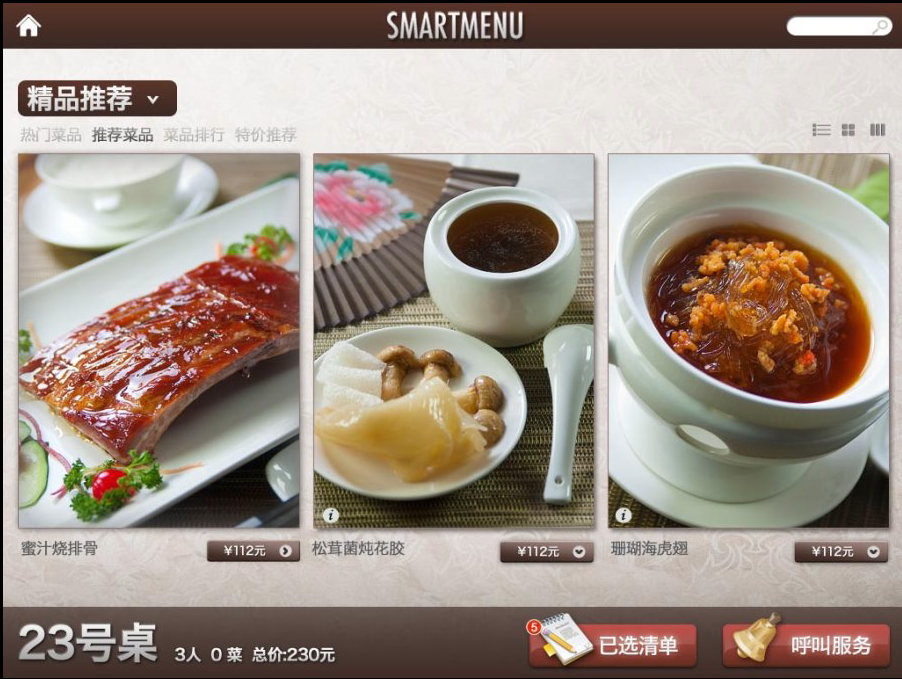 SMARTMENU
精品推荐
热门菜品 推荐菜品 菜品排行 特价推荐
蜜汁烧排骨 ¥112元
松茸菌炖花胶 ¥112元
珊瑚海虎翅 ¥112元
23号桌 3人 0菜 总价:230元
5 已选清单
呼叫服务